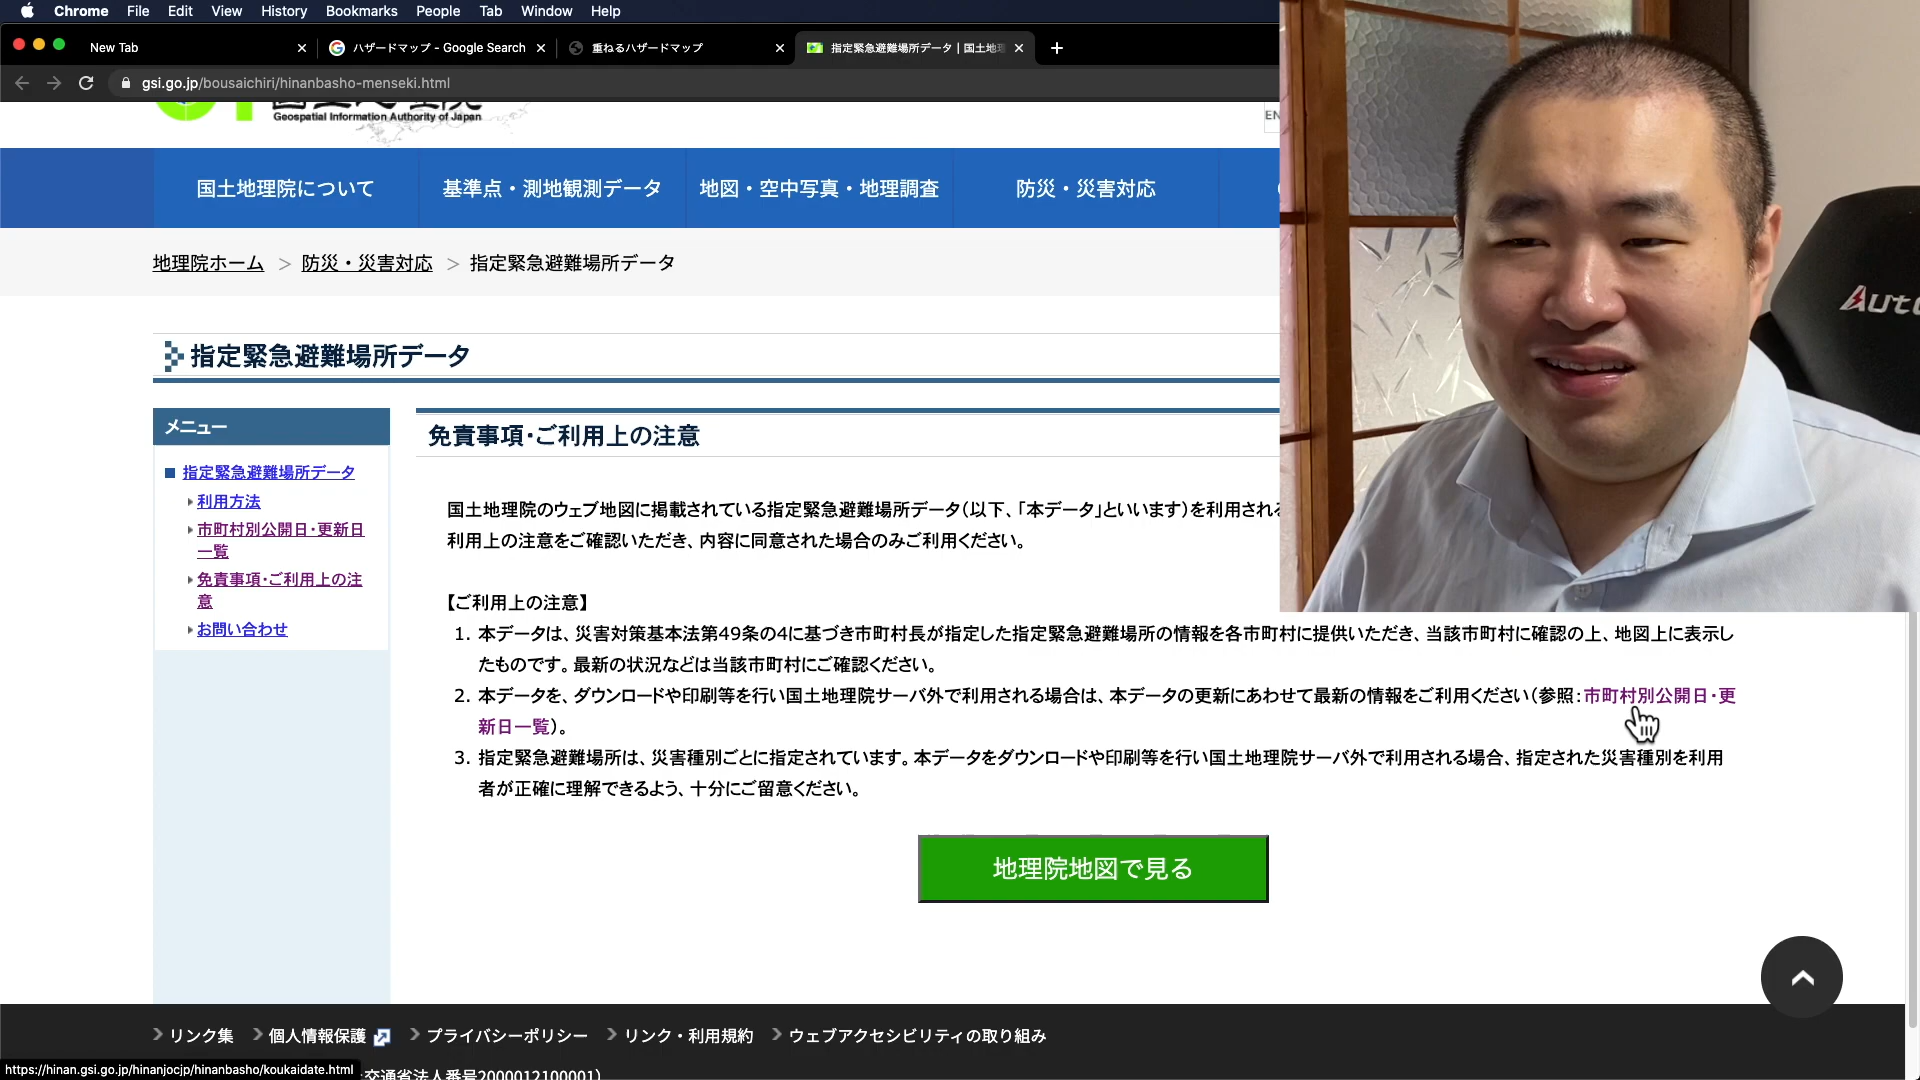 Chrome File Edit View History Bookmarks People Tab Window Help
New Tab
ハザードマップ - Google Search
重ねるハザードマップ
指定緊急避難場所データ | 国土地理
gsi.go.jp/bousaichiri/hinanbasho-menseki.html
国土地理院
Geospatial Information Authority of Japan
EN
国土地理院について
基準点・測地観測データ
地図・空中写真・地理調査
防災・災害対応
地理院ホーム > 防災・災害対応 > 指定緊急避難場所データ
指定緊急避難場所データ
メニュー
指定緊急避難場所データ
利用方法
市町村別公開日・更新日
一覧
免責事項・ご利用上の注
意
お問い合わせ
免責事項・ご利用上の注意
国土地理院のウェブ地図に掲載されている指定緊急避難場所データ(以下、「本データ」といいます)を利用される
利用上の注意をご確認いただき、内容に同意された場合のみご利用ください。
【ご利用上の注意】
1. 本データは、災害対策基本法第49条の4に基づき市町村長が指定した指定緊急避難場所の情報を各市町村に提供いただき、当該市町村に確認の上、地図上に表示し
たものです。最新の状況などは当該市町村にご確認ください。
2. 本データを、ダウンロードや印刷等を行い国土地理院サーバ外で利用される場合は、本データの更新にあわせて最新の情報をご利用ください(参照:市町村別公開日・更
新日一覧)。
3. 指定緊急避難場所は、災害種別ごとに指定されています。本データをダウンロードや印刷等を行い国土地理院サーバ外で利用される場合、指定された災害種別を利用
者が正確に理解できるよう、十分にご留意ください。
地理院地図で見る
リンク集 個人情報保護 プライバシーポリシー リンク・利用規約 ウェブアクセシビリティの取り組み
https://hinan.gsi.go.jp/hinanjocjp/hinanbasho/koukaidate.html
交通省法人番号2000012100001)